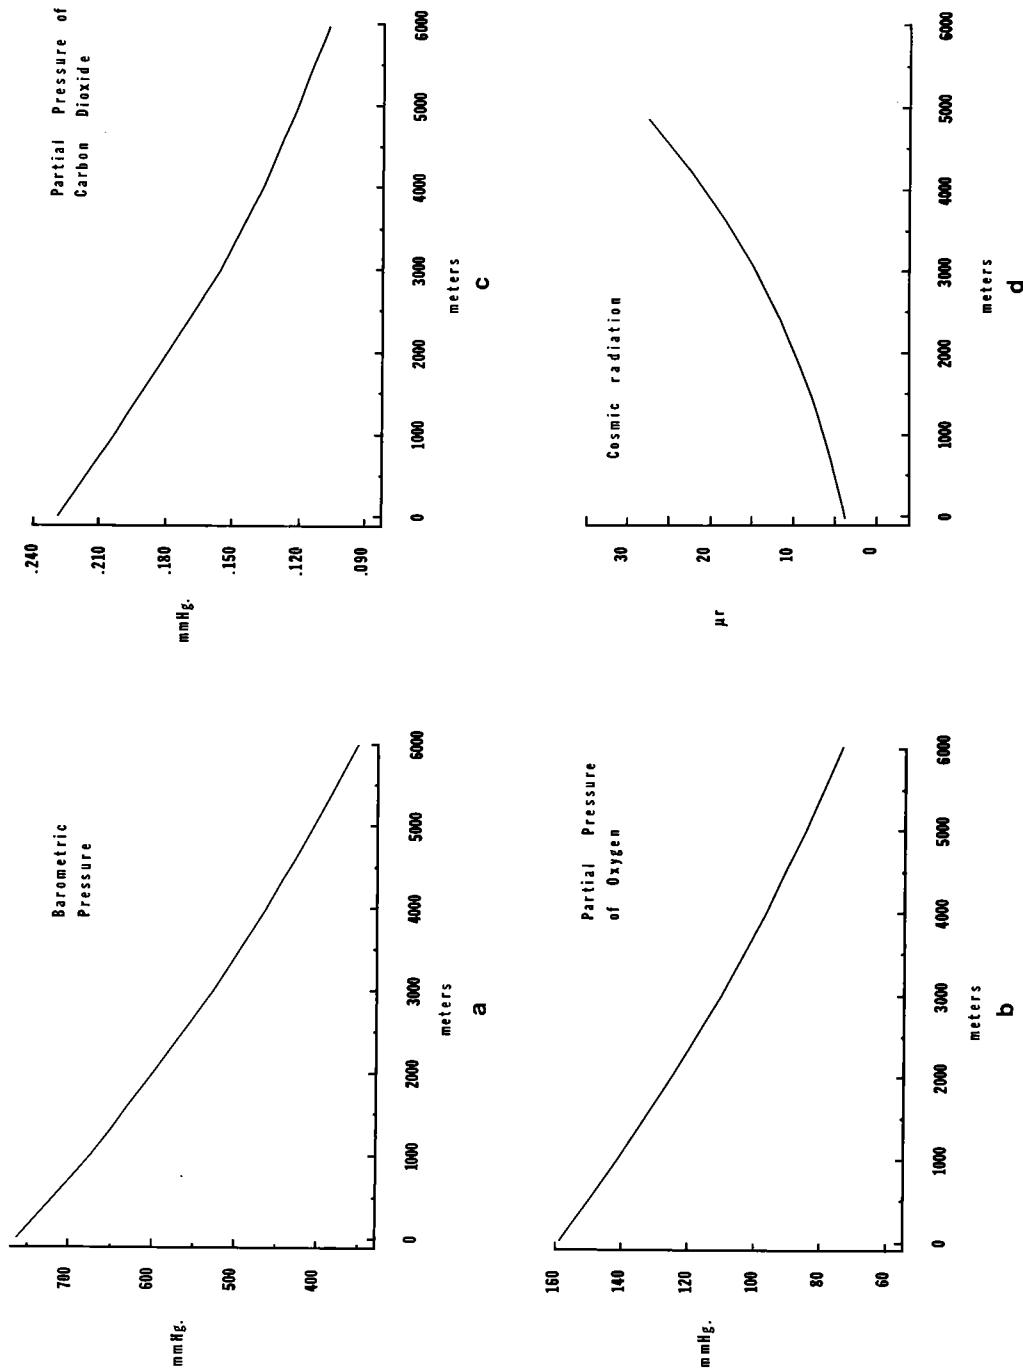 Barometric
Pressure
mmHg.
700
600
500
400
0
1000
2000
3000
4000
5000
6000
meters
a
Partial Pressure
of Oxygen
mmHg.
160
140
120
100
80
60
0
1000
2000
3000
4000
5000
6000
meters
b
Partial Pressure of
Carbon Dioxide
mmHg.
.240
.210
.180
.150
.120
.090
0
1000
2000
3000
4000
5000
6000
meters
c
Cosmic radiation
μr
30
20
10
0
0
1000
2000
3000
4000
5000
6000
meters
d